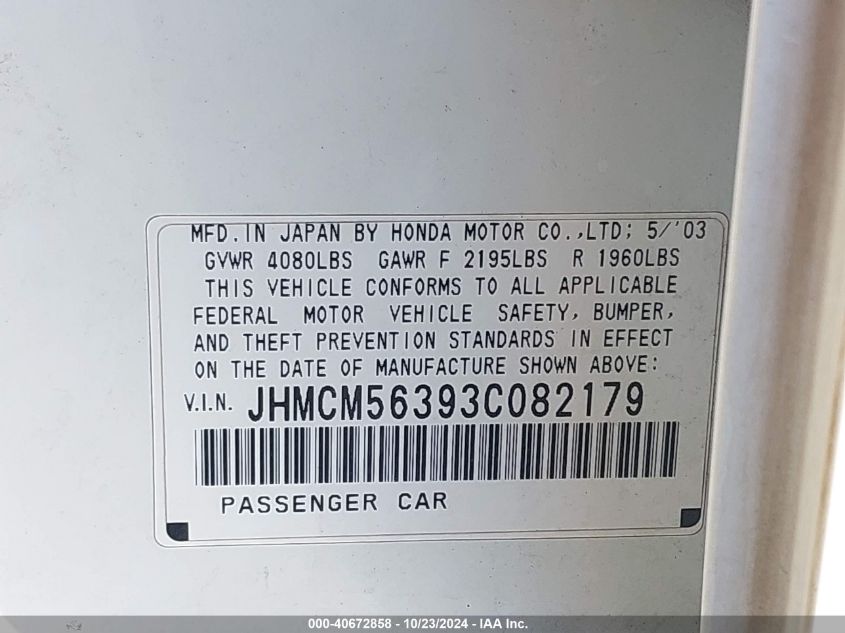 MFD. IN JAPAN BY HONDA MOTOR CO.,LTD; 5/'03
GVWR 4080LBS GAWR F 2195LBS R 1960LBS
THIS VEHICLE CONFORMS TO ALL APPLICABLE
FEDERAL MOTOR VEHICLE SAFETY, BUMPER,
AND THEFT PREVENTION STANDARDS IN EFFECT
ON THE DATE OF MANUFACTURE SHOWN ABOVE:
V.I.N. JHMCM56393C082179
PASSENGER CAR
000-40672858 - 10/23/2024 - IAA Inc.